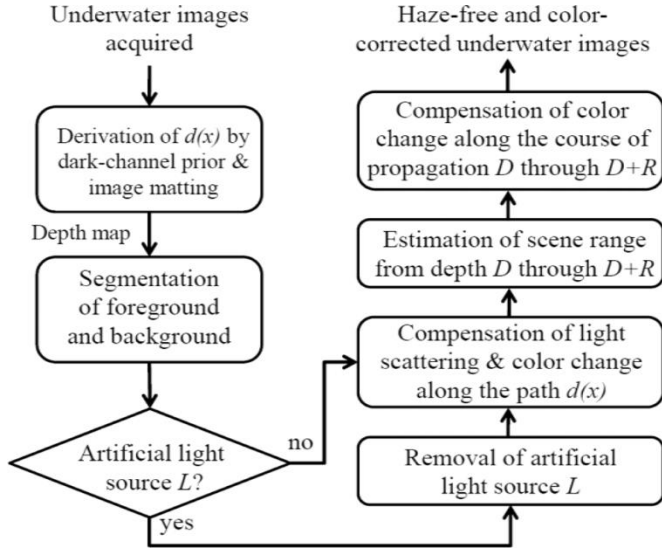 Underwater images
acquired
Derivation of d(x) by
dark-channel prior &
image matting
Depth map
Segmentation
of foreground
and background
Artificial light
source L?
no
yes
Removal of artificial
light source L
Compensation of light
scattering & color change
along the path d(x)
Estimation of scene range
from depth D through D+R
Compensation of color
change along the course of
propagation D through D+R
Haze-free and color-
corrected underwater images